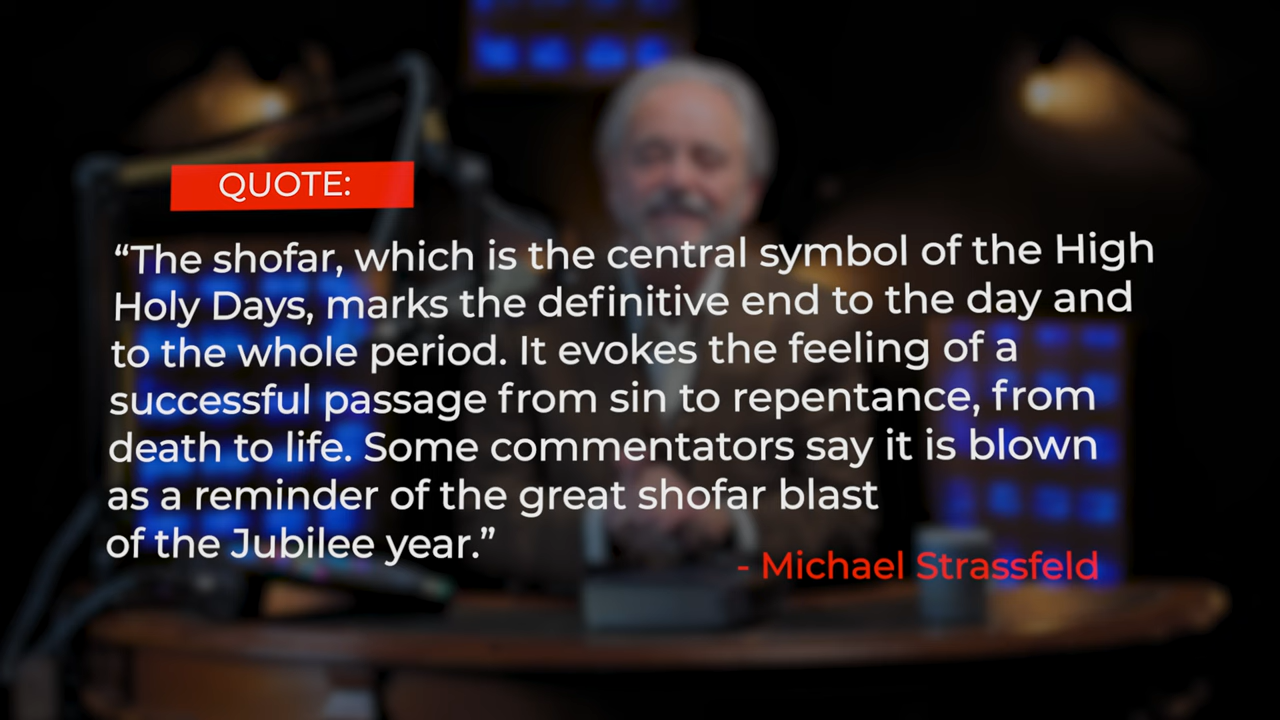 QUOTE:
“The shofar, which is the central symbol of the High
Holy Days, marks the definitive end to the day and
to the whole period. It evokes the feeling of a
successful passage from sin to repentance, from
death to life. Some commentators say it is blown
as a reminder of the great shofar blast
of the Jubilee year.”
- Michael Strassfeld